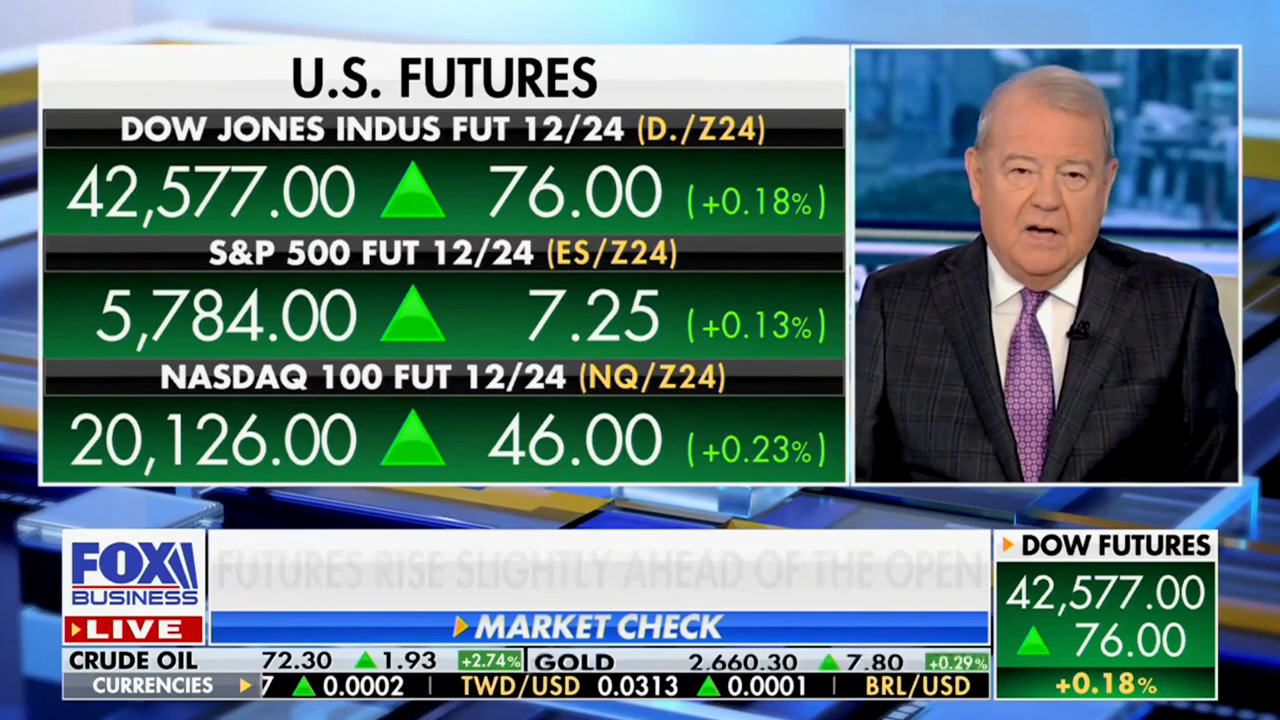 U.S. FUTURES
DOW JONES INDUS FUT 12/24 (D./Z24)
42,577.00 ▲ 76.00 (+0.18%)
S&P 500 FUT 12/24 (ES/Z24)
5,784.00 ▲ 7.25 (+0.13%)
NASDAQ 100 FUT 12/24 (NQ/Z24)
20,126.00 ▲ 46.00 (+0.23%)
FOX
BUSINESS
LIVE
FUTURES RISE SLIGHTLY AHEAD OF THE OPEN
MARKET CHECK
DOW FUTURES
42,577.00
▲ 76.00
+0.18%
CRUDE OIL 72.30 ▲ 1.93 +2.74% GOLD 2,660.30 ▲ 7.80 +0.29%
CURRENCIES 7 ▲ 0.0002 | TWD/USD 0.0313 ▲ 0.0001 | BRL/USD